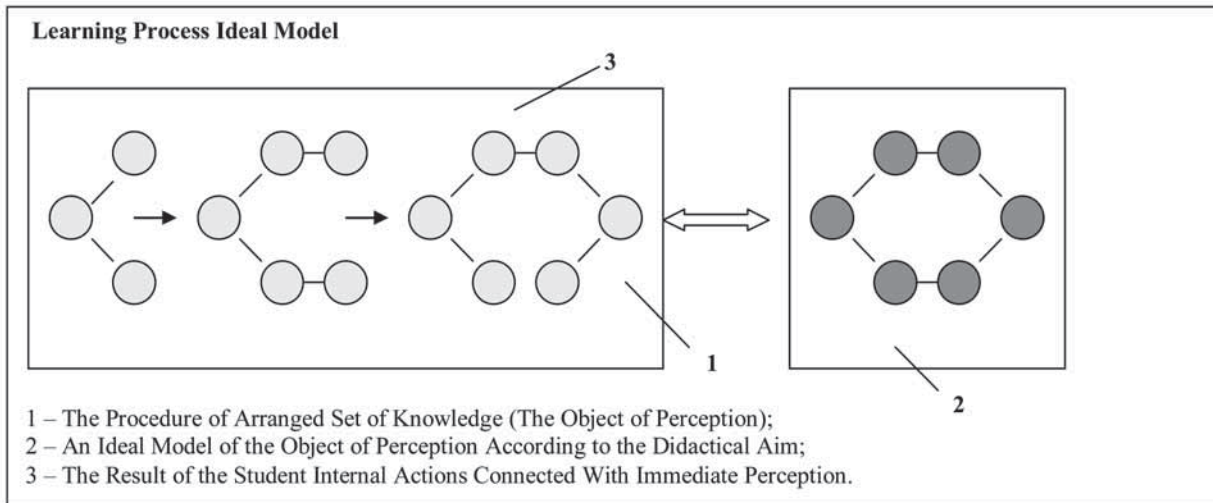 Learning Process Ideal Model
3
1
2
1 – The Procedure of Arranged Set of Knowledge (The Object of Perception);
2 – An Ideal Model of the Object of Perception According to the Didactical Aim;
3 – The Result of the Student Internal Actions Connected With Immediate Perception.